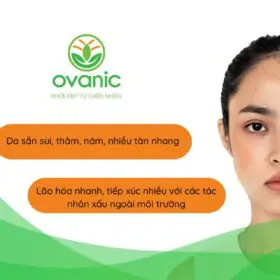 ovanic
KHỎE ĐẸP TỪ THIÊN NHIÊN
Da sần sùi, thâm, nám, nhiều tàn nhang
Lão hóa nhanh, tiếp xúc nhiều với các tác
nhân xấu ngoài môi trường